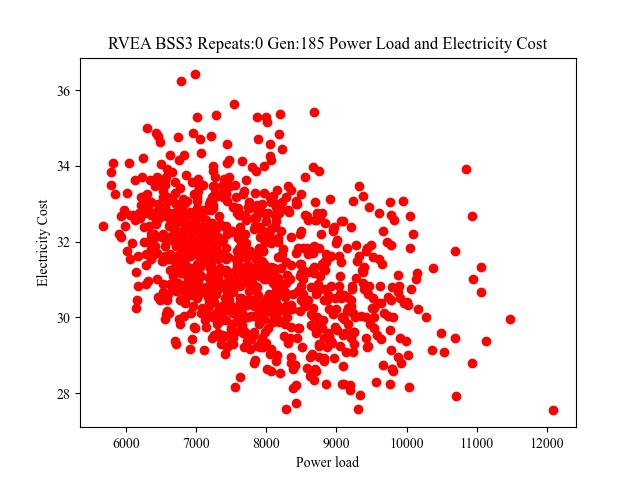 RVEA BSS3 Repeats:0 Gen:185 Power Load and Electricity Cost
Electricity Cost
36
34
32
30
28
6000 7000 8000 9000 10000 11000 12000
Power load